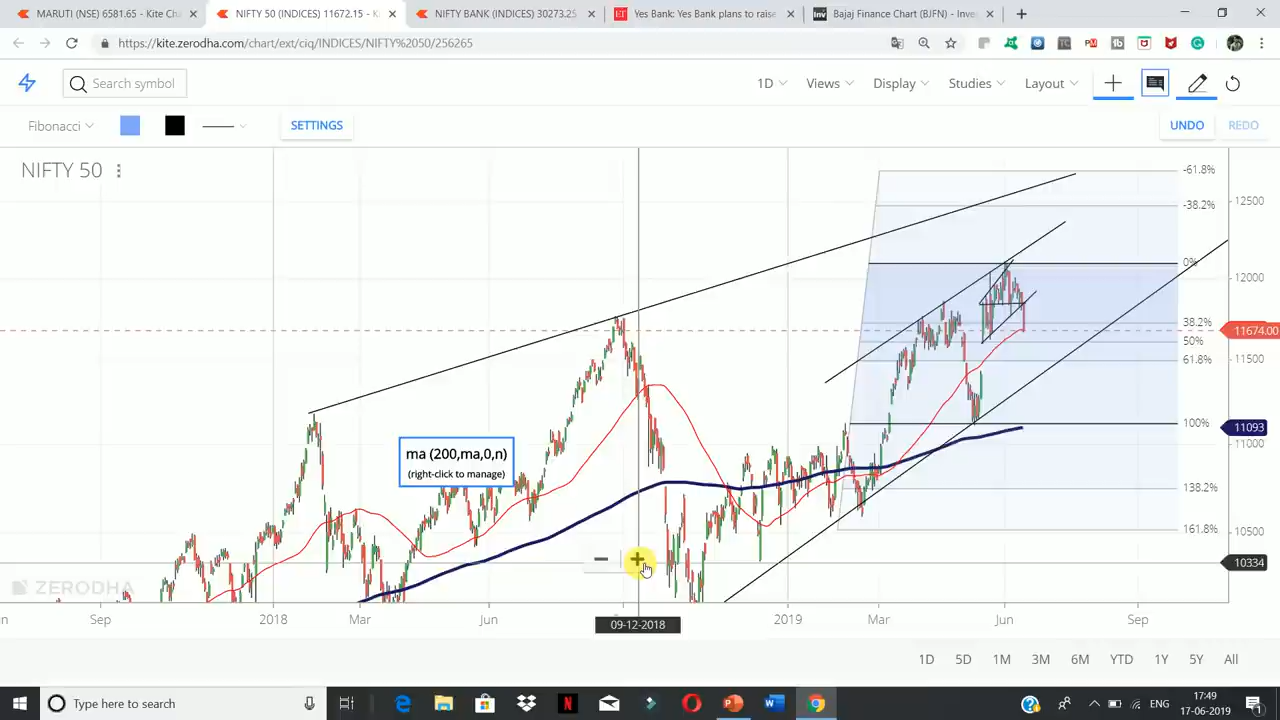 MARUTI (NSE) 6581.65 - Kite Cha
NIFTY 50 (INDICES) 11672.15 - K
NIFTY BANK (INDICES) 30273.25
ET Yes Bank: Yes Bank plans to raise
Inv Bajaj Finance Chart (BJFN) - Inve
https://kite.zerodha.com/chart/ext/ciq/INDICES/NIFTY%2050/256265
Search symbol
1D Views Display Studies Layout
Fibonacci
SETTINGS
UNDO REDO
NIFTY 50
-61.8%
-38.2%
12500
0%
12000
38.2%
11674.00
50%
61.8%
11500
100%
11093
11000
ma (200,ma,0,n)
(right-click to manage)
138.2%
161.8%
10500
10334
ZERODHA
Sep 2018 Mar Jun 2019 Mar Jun Sep
09-12-2018
1D 5D 1M 3M 6M YTD 1Y 5Y All
Type here to search
ENG
17:49
17-06-2019